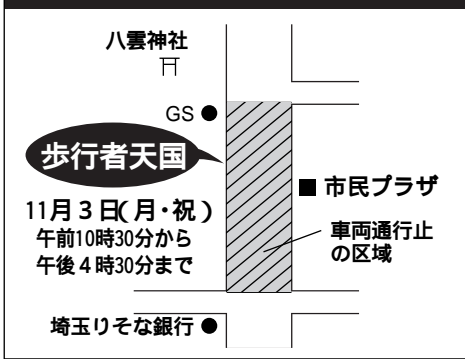 八雲神社
GS
歩行者天国
11月3日(月・祝)
午前10時30分から
午後4時30分まで
市民プラザ
車両通行止
の区域
埼玉りそな銀行